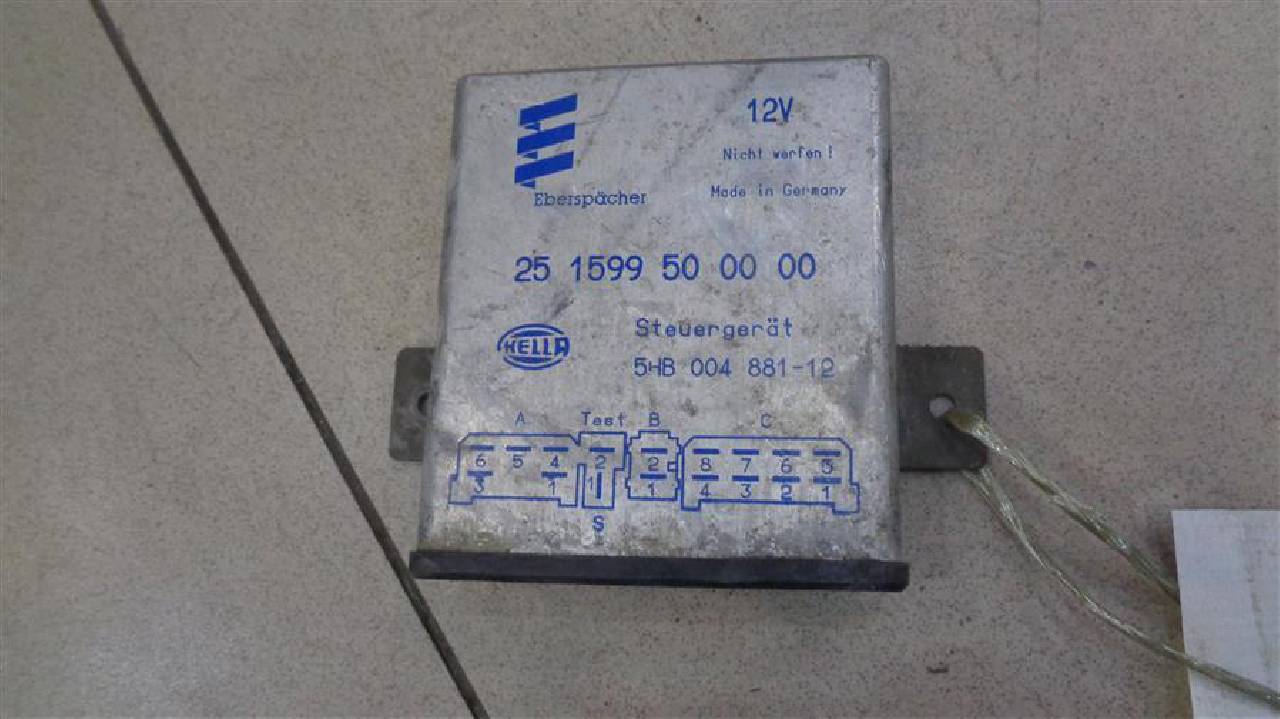 12V
Nicht werfen!
Eberspächer
Made in Germany
25 1599 50 00 00
HELLA
Steuergerät
5HB 004 881-12
A Test B C
6 5 4 2 2 8 7 6 5
3 1 1 1 4 3 2 1
S